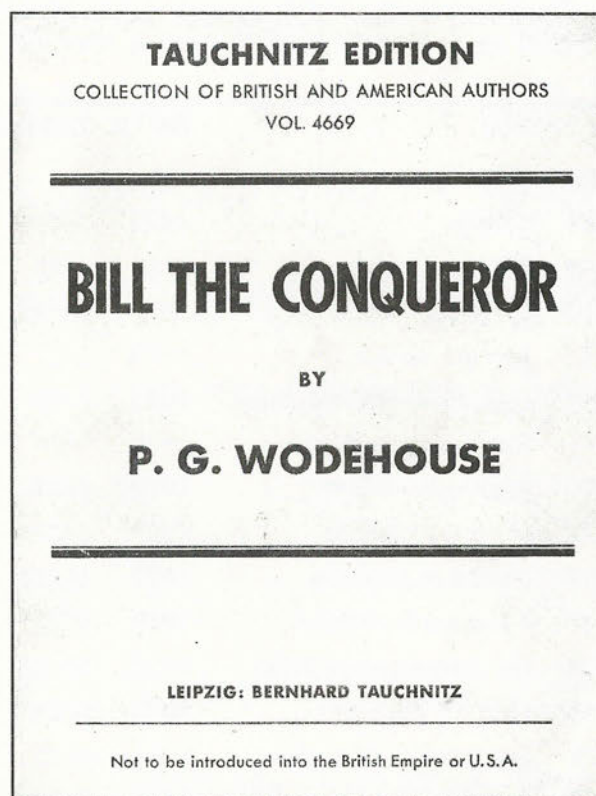 TAUCHNITZ EDITION
COLLECTION OF BRITISH AND AMERICAN AUTHORS
VOL. 4669
BILL THE CONQUEROR
BY
P. G. WODEHOUSE
LEIPZIG: BERNHARD TAUCHNITZ
Not to be introduced into the British Empire or U.S.A.